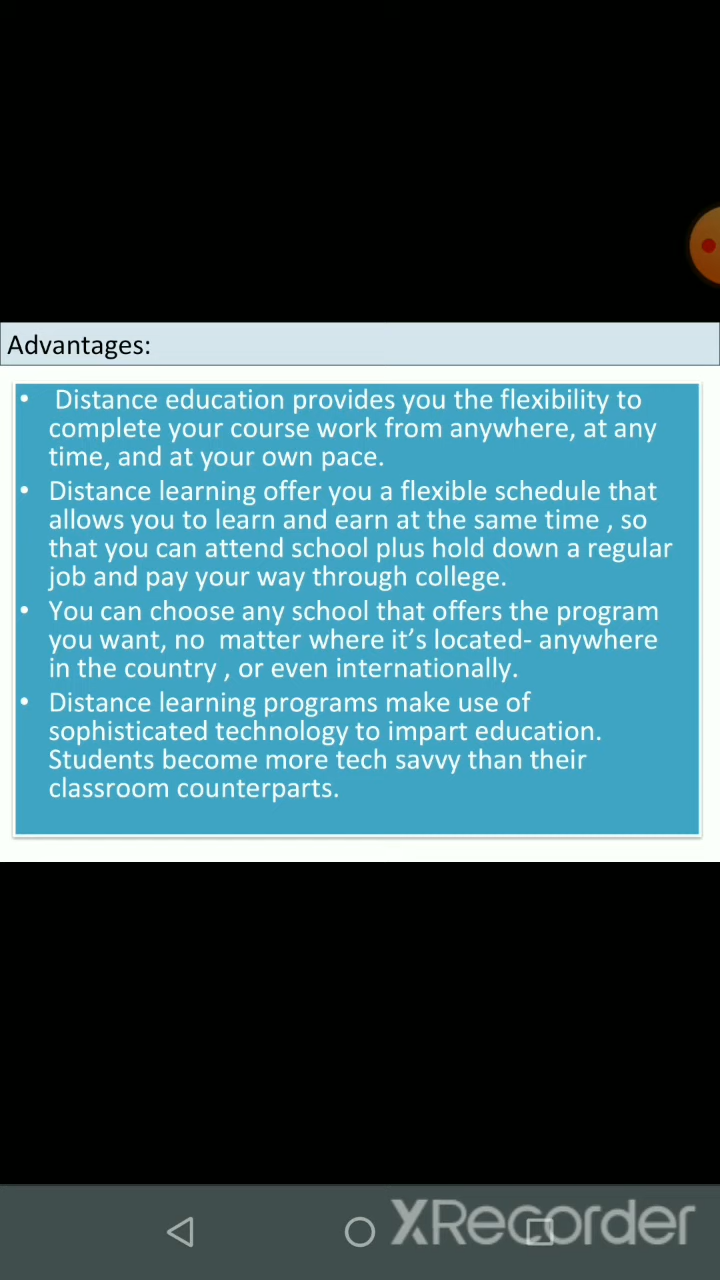 Advantages:
• Distance education provides you the flexibility to
complete your course work from anywhere, at any
time, and at your own pace.
• Distance learning offer you a flexible schedule that
allows you to learn and earn at the same time , so
that you can attend school plus hold down a regular
job and pay your way through college.
• You can choose any school that offers the program
you want, no  matter where it’s located- anywhere
in the country , or even internationally.
• Distance learning programs make use of
sophisticated technology to impart education.
Students become more tech savvy than their
classroom counterparts.
XRecorder